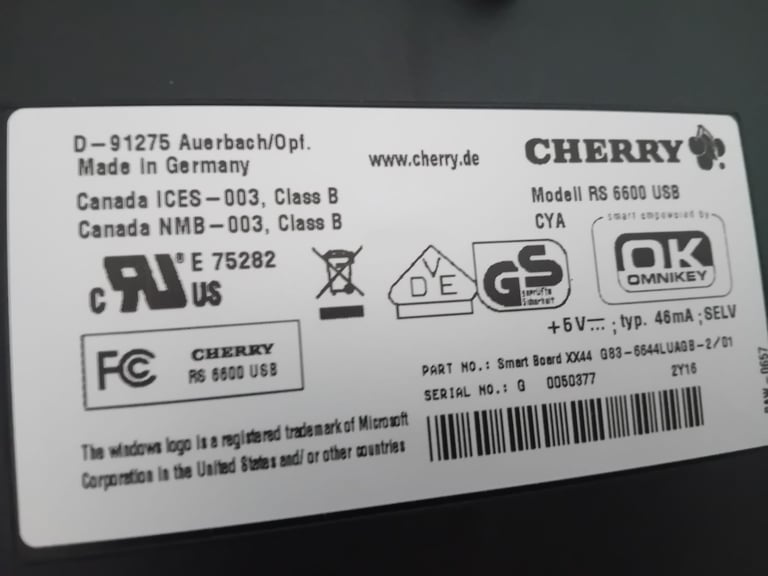 D-91275 Auerbach/Opf.
Made In Germany
www.cherry.de
CHERRY
Canada ICES-003, Class B
Canada NMB-003, Class B
Modell RS 6600 USB
CYA
smart empowered by
OK
OMNIKEY
c RU US
E 75282
VDE
GS
geprüfte
Sicherheit
+5V ; typ. 46mA ; SELV
FC
CHERRY
RS 6600 USB
PART NO.: Smart Board XX44 G83-6644LUAGB-2/01
SERIAL NO.: G 0050377 2Y16
The windows logo is a registered trademark of Microsoft
Corporation in the United States and/ or other countries